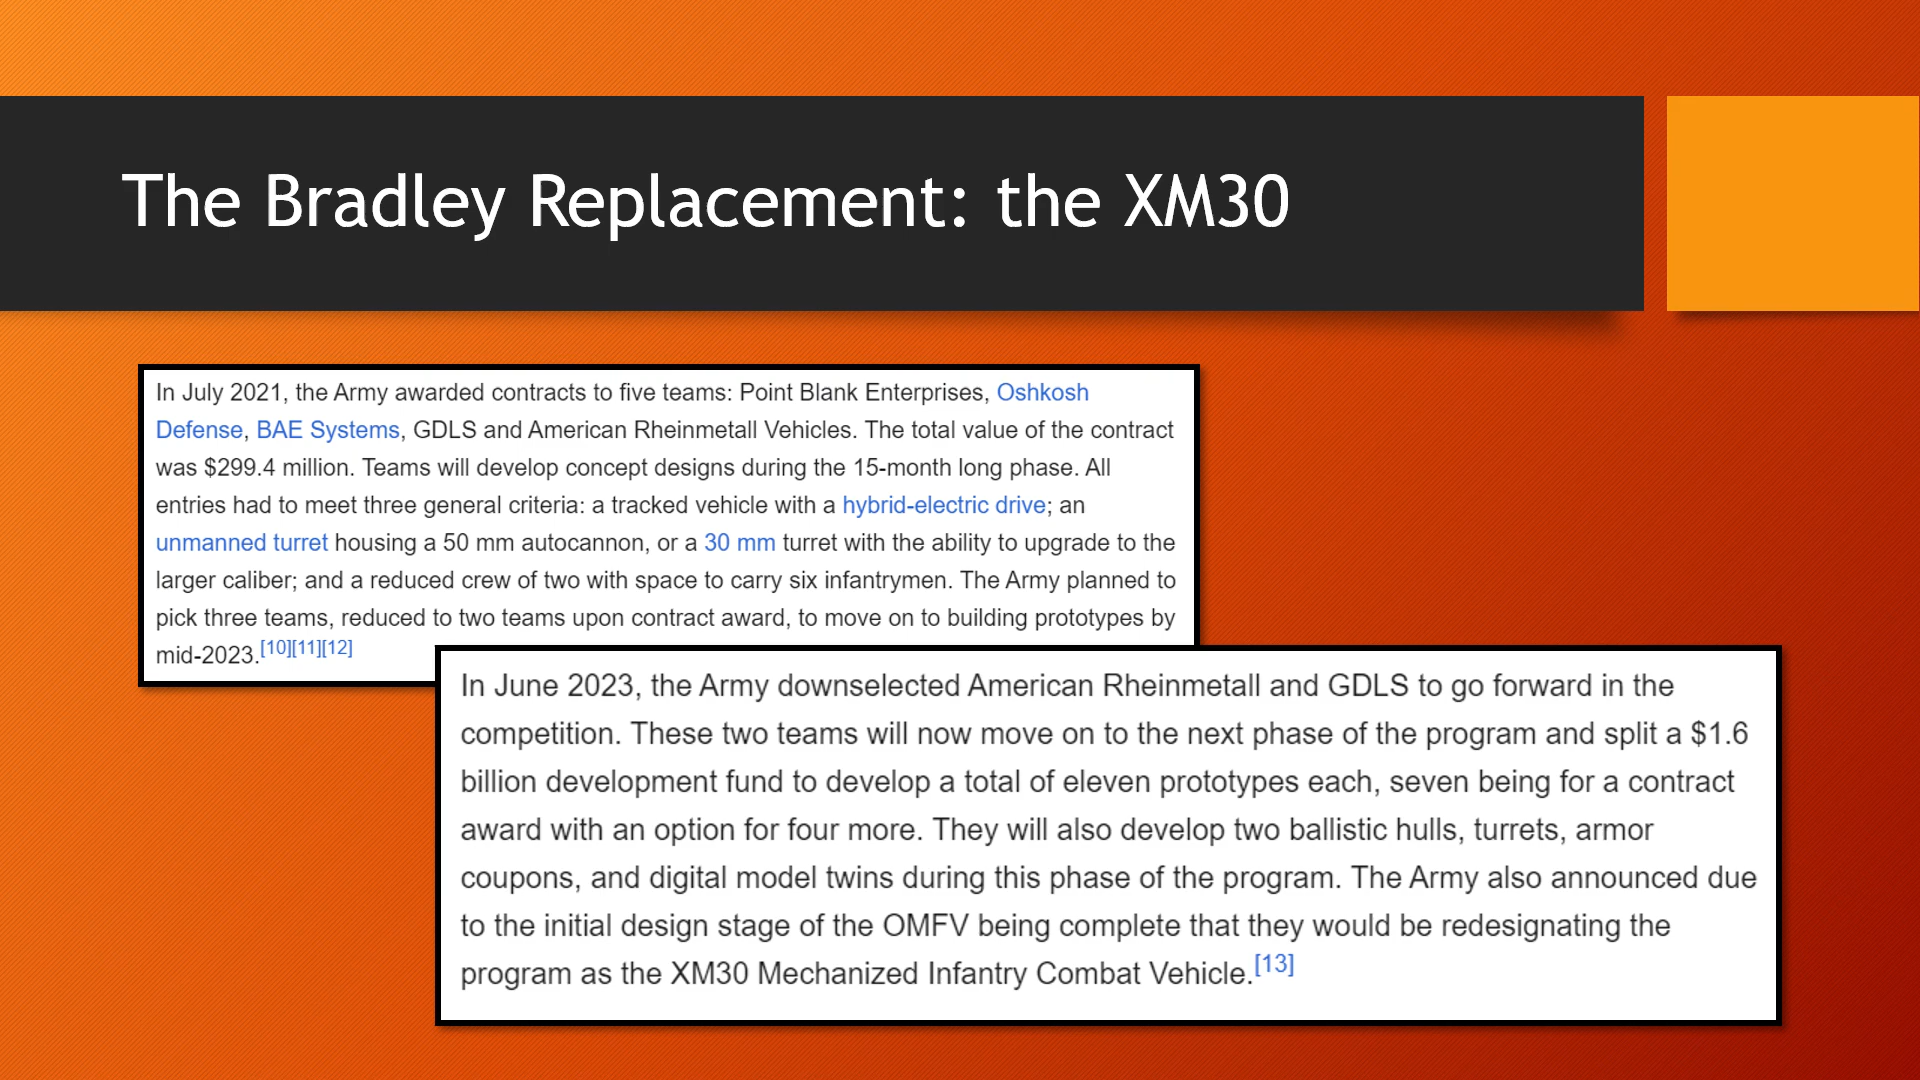 The Bradley Replacement: the XM30
In July 2021, the Army awarded contracts to five teams: Point Blank Enterprises, Oshkosh
Defense, BAE Systems, GDLS and American Rheinmetall Vehicles. The total value of the contract
was $299.4 million. Teams will develop concept designs during the 15-month long phase. All
entries had to meet three general criteria: a tracked vehicle with a hybrid-electric drive; an
unmanned turret housing a 50 mm autocannon, or a 30 mm turret with the ability to upgrade to the
larger caliber; and a reduced crew of two with space to carry six infantrymen. The Army planned to
pick three teams, reduced to two teams upon contract award, to move on to building prototypes by
mid-2023.[10][11][12]
In June 2023, the Army downselected American Rheinmetall and GDLS to go forward in the
competition. These two teams will now move on to the next phase of the program and split a $1.6
billion development fund to develop a total of eleven prototypes each, seven being for a contract
award with an option for four more. They will also develop two ballistic hulls, turrets, armor
coupons, and digital model twins during this phase of the program. The Army also announced due
to the initial design stage of the OMFV being complete that they would be redesignating the
program as the XM30 Mechanized Infantry Combat Vehicle.[13]